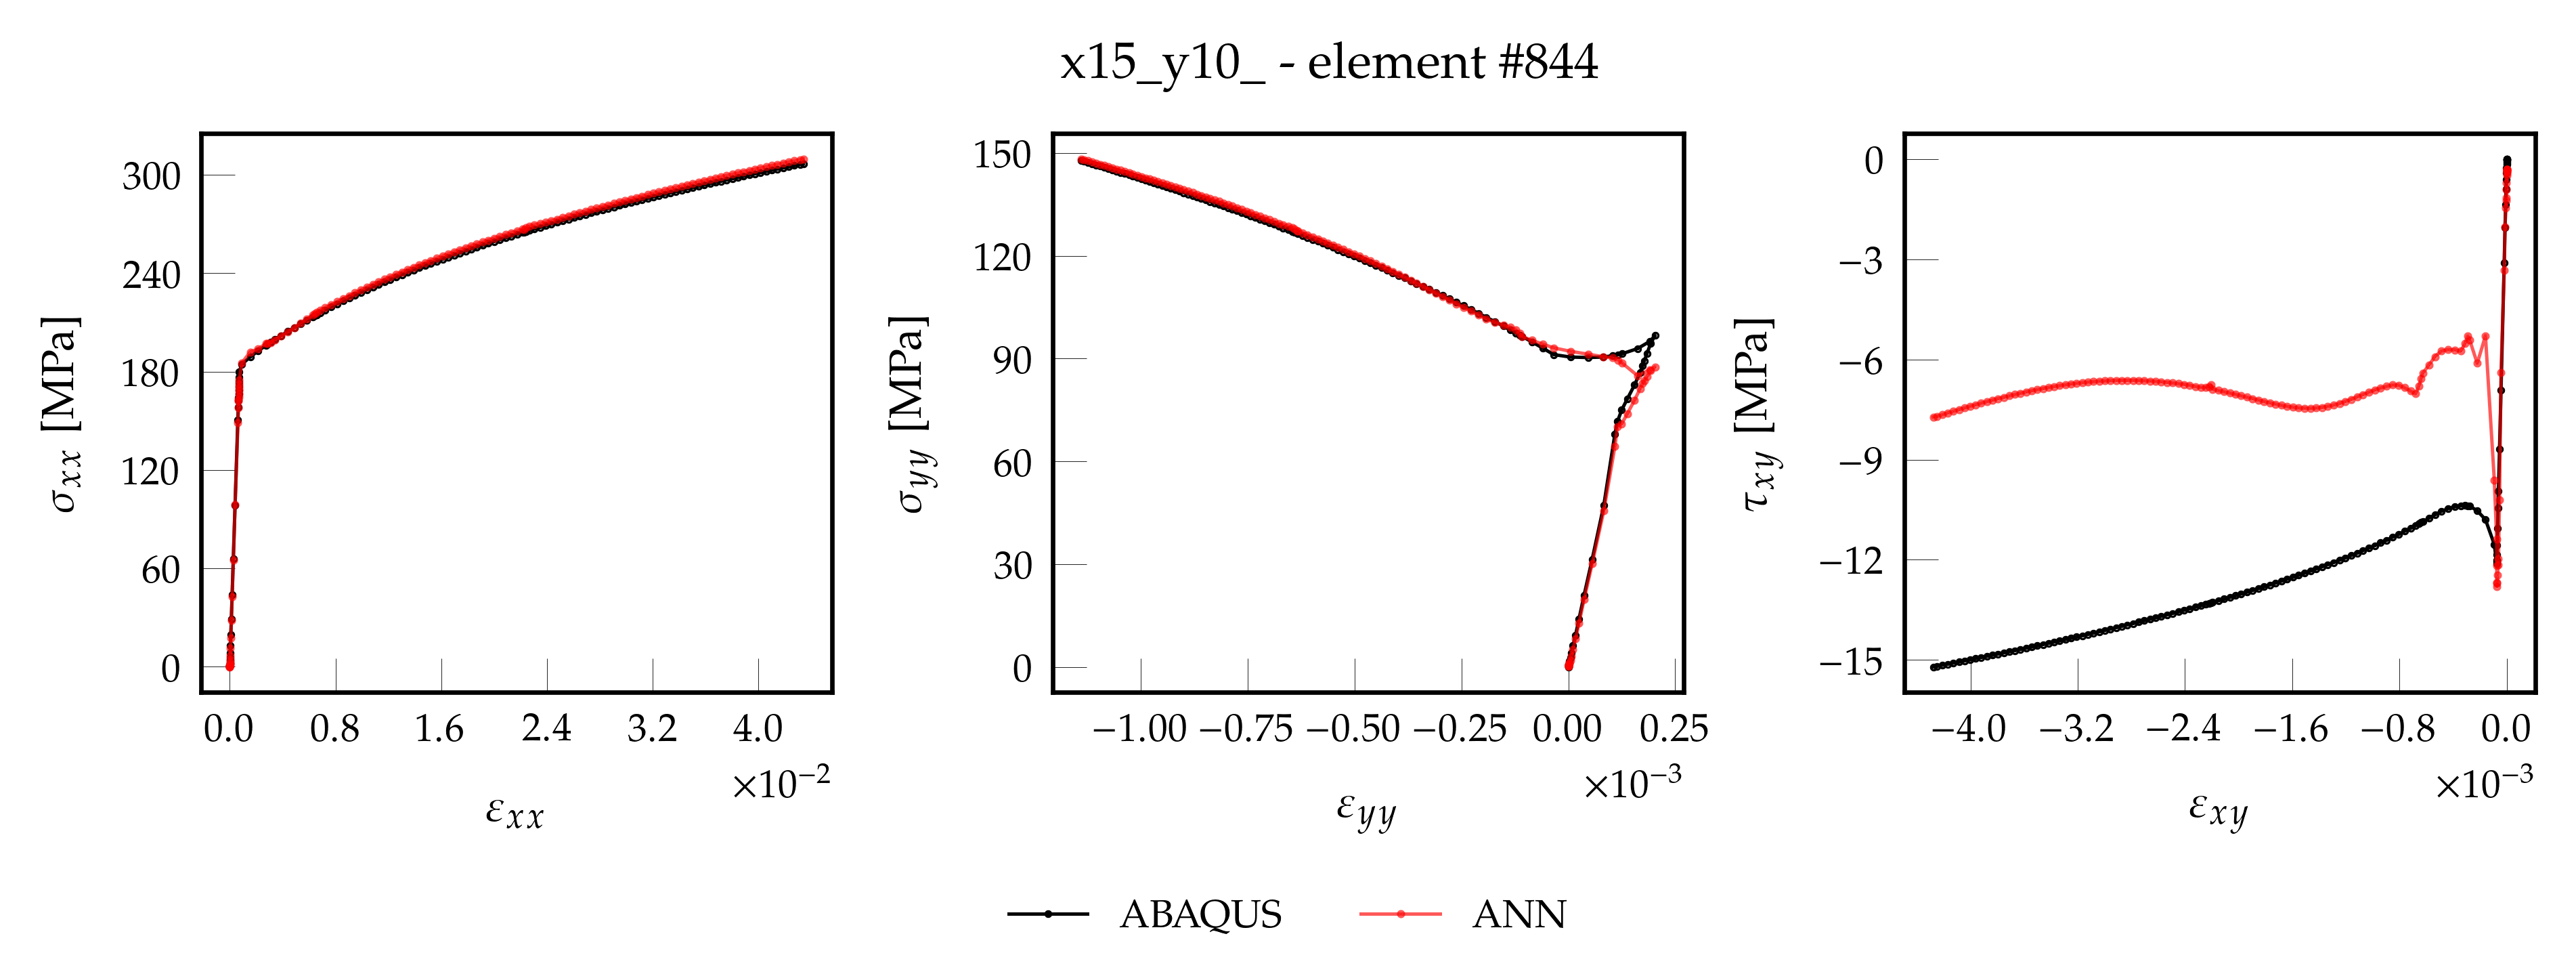 x15_y10_ - element #844
σxx [MPa]
300
240
180
120
60
0
0.0 0.8 1.6 2.4 3.2 4.0
×10−2
εxx
σyy [MPa]
150
120
90
60
30
0
−1.00 −0.75 −0.50 −0.25 0.00 0.25
×10−3
εyy
τxy [MPa]
0
−3
−6
−9
−12
−15
−4.0 −3.2 −2.4 −1.6 −0.8 0.0
×10−3
εxy
ABAQUS ANN